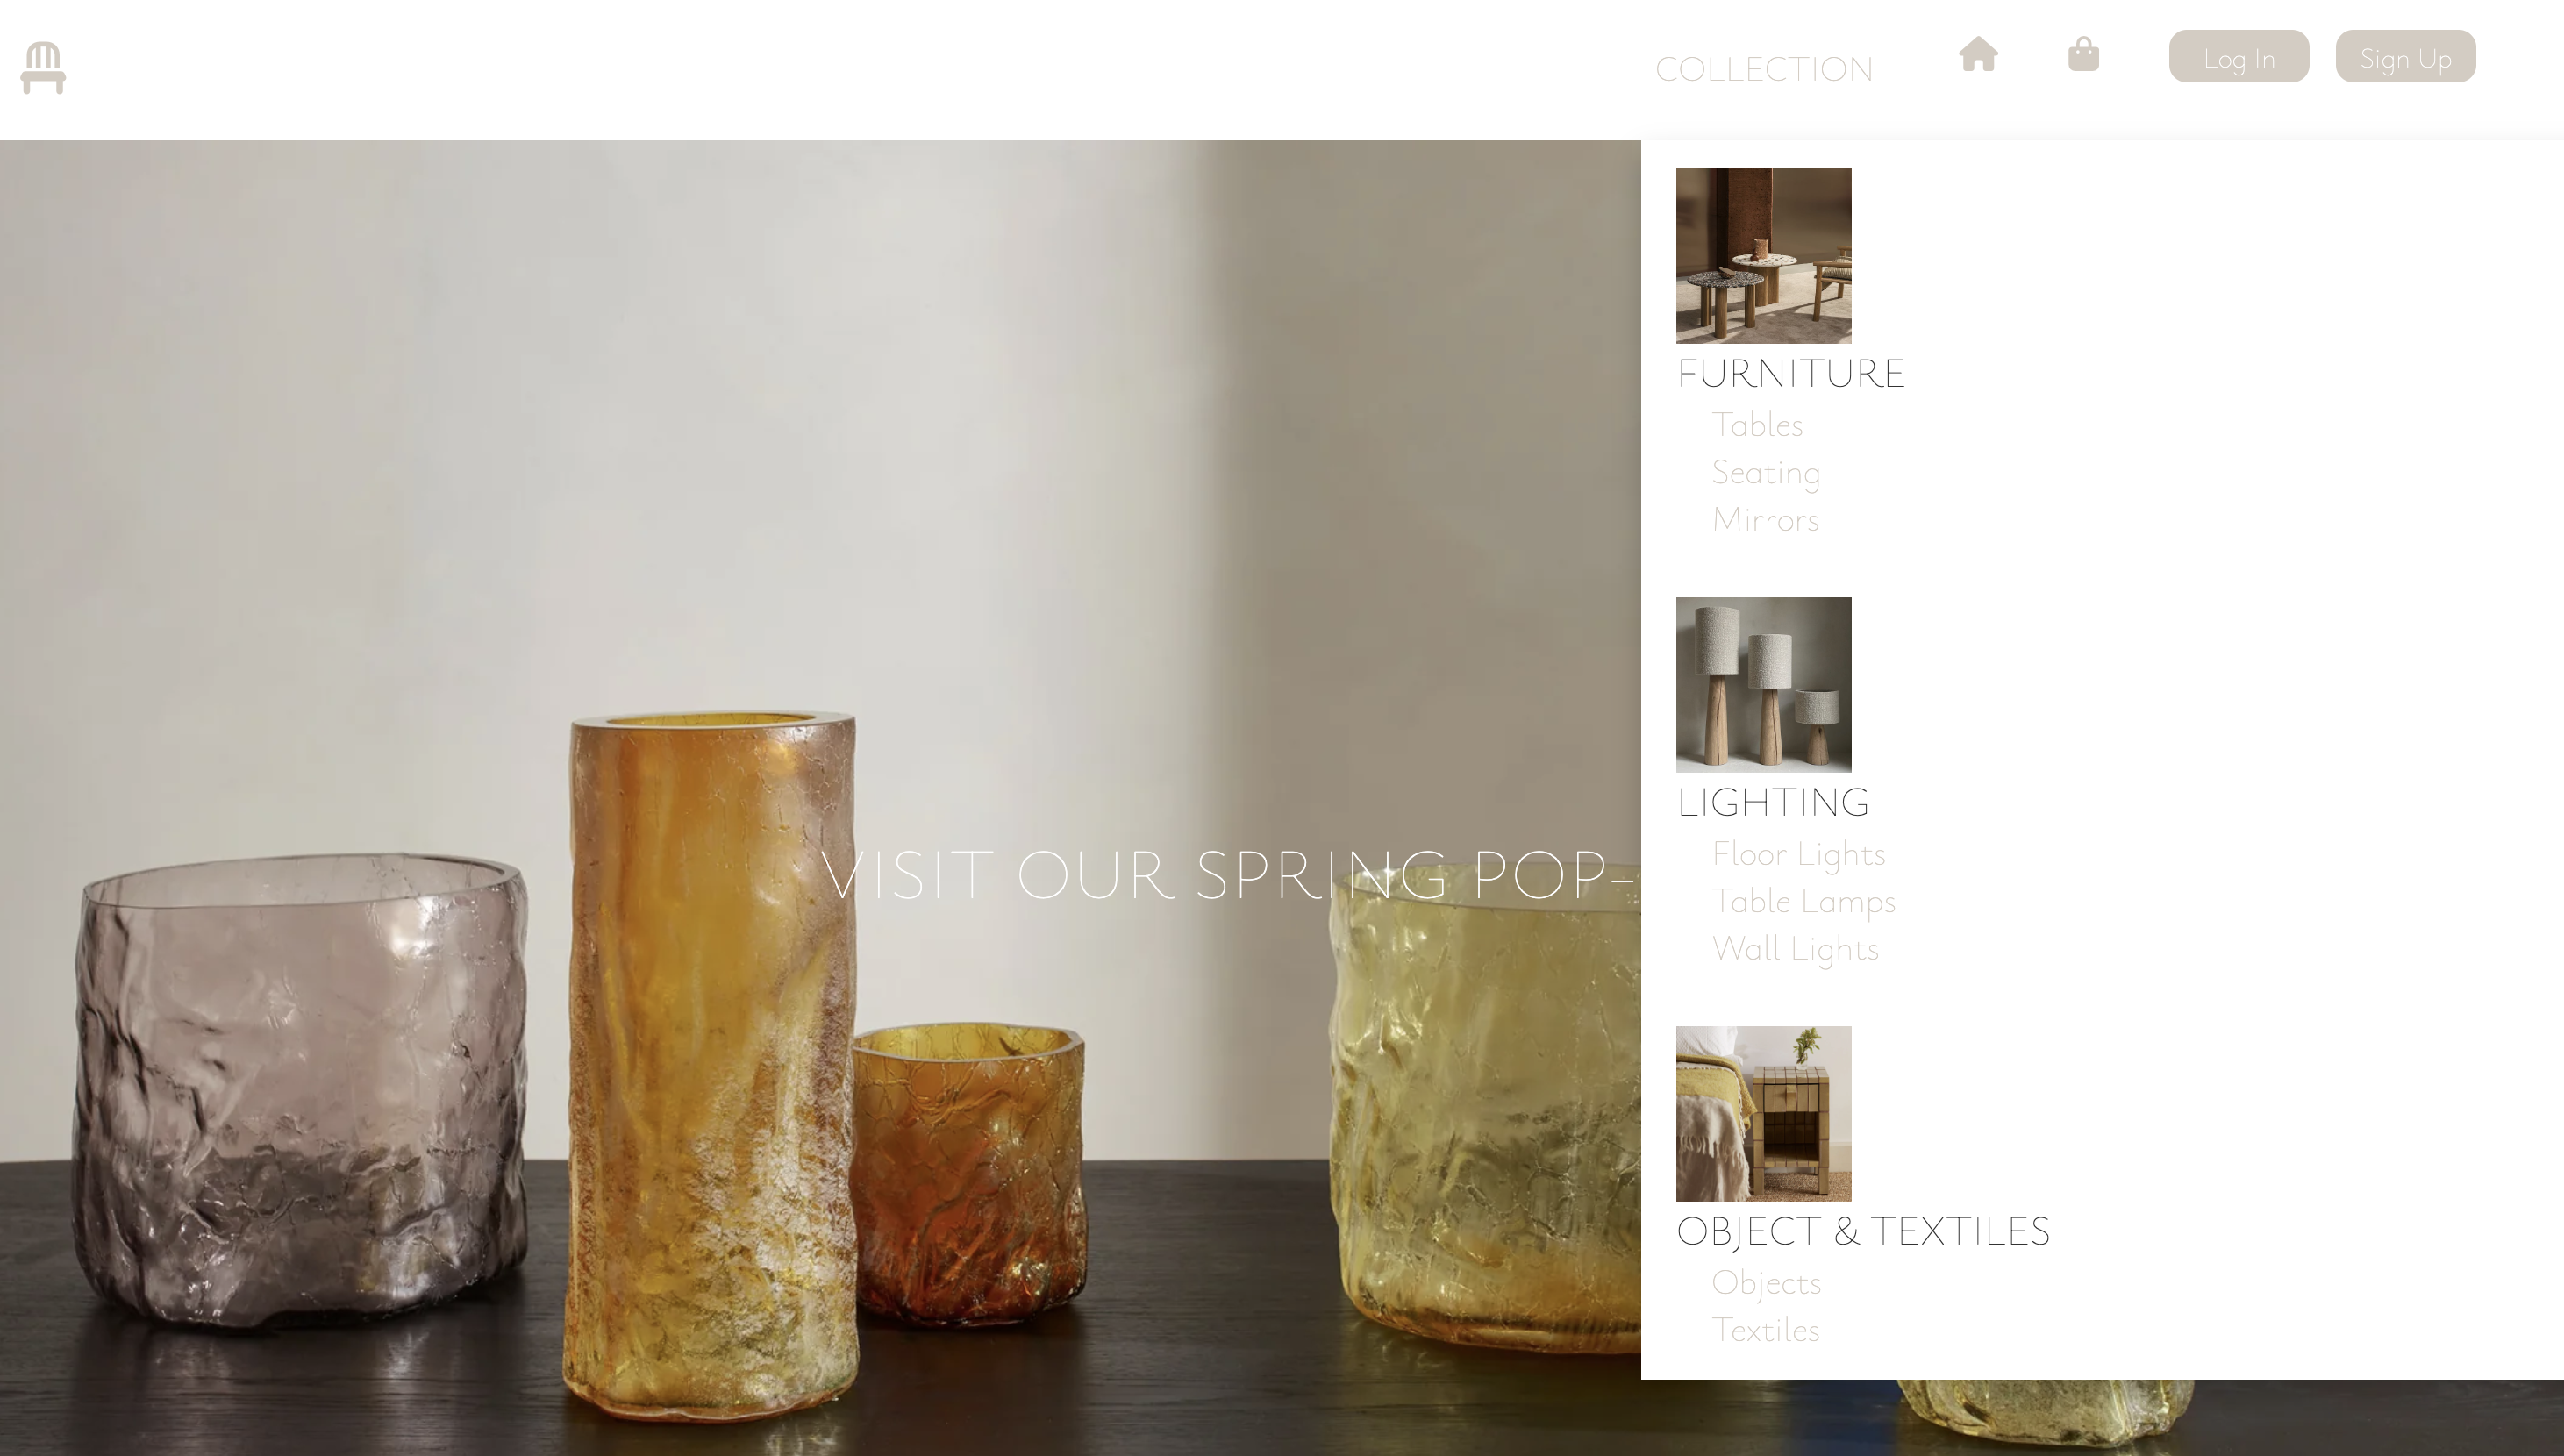 COLLECTION
Log In
Sign Up
FURNITURE
Tables
Seating
Mirrors
VISIT OUR SPRING POP-
LIGHTING
Floor Lights
Table Lamps
Wall Lights
OBJECT & TEXTILES
Objects
Textiles